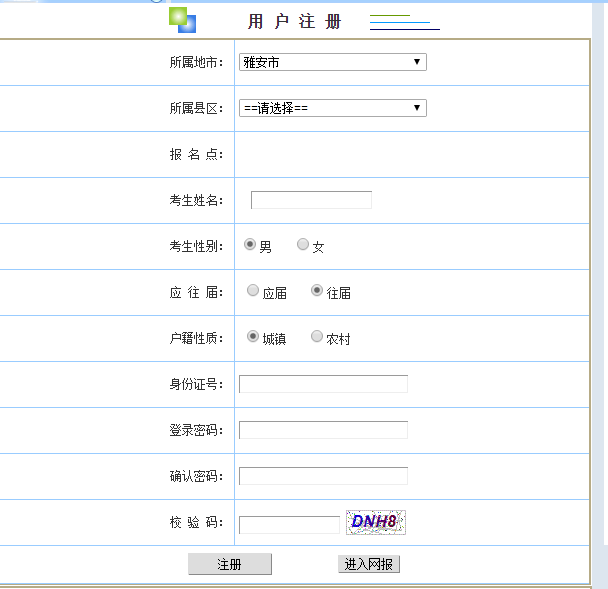 用 户 注 册
所属地市： 雅安市
所属县区： ==请选择==
报 名 点：
考生姓名：
考生性别： 男 女
应 往 届： 应届 往届
户籍性质： 城镇 农村
身份证号：
登录密码：
确认密码：
校 验 码： DNH8
注册 进入网报